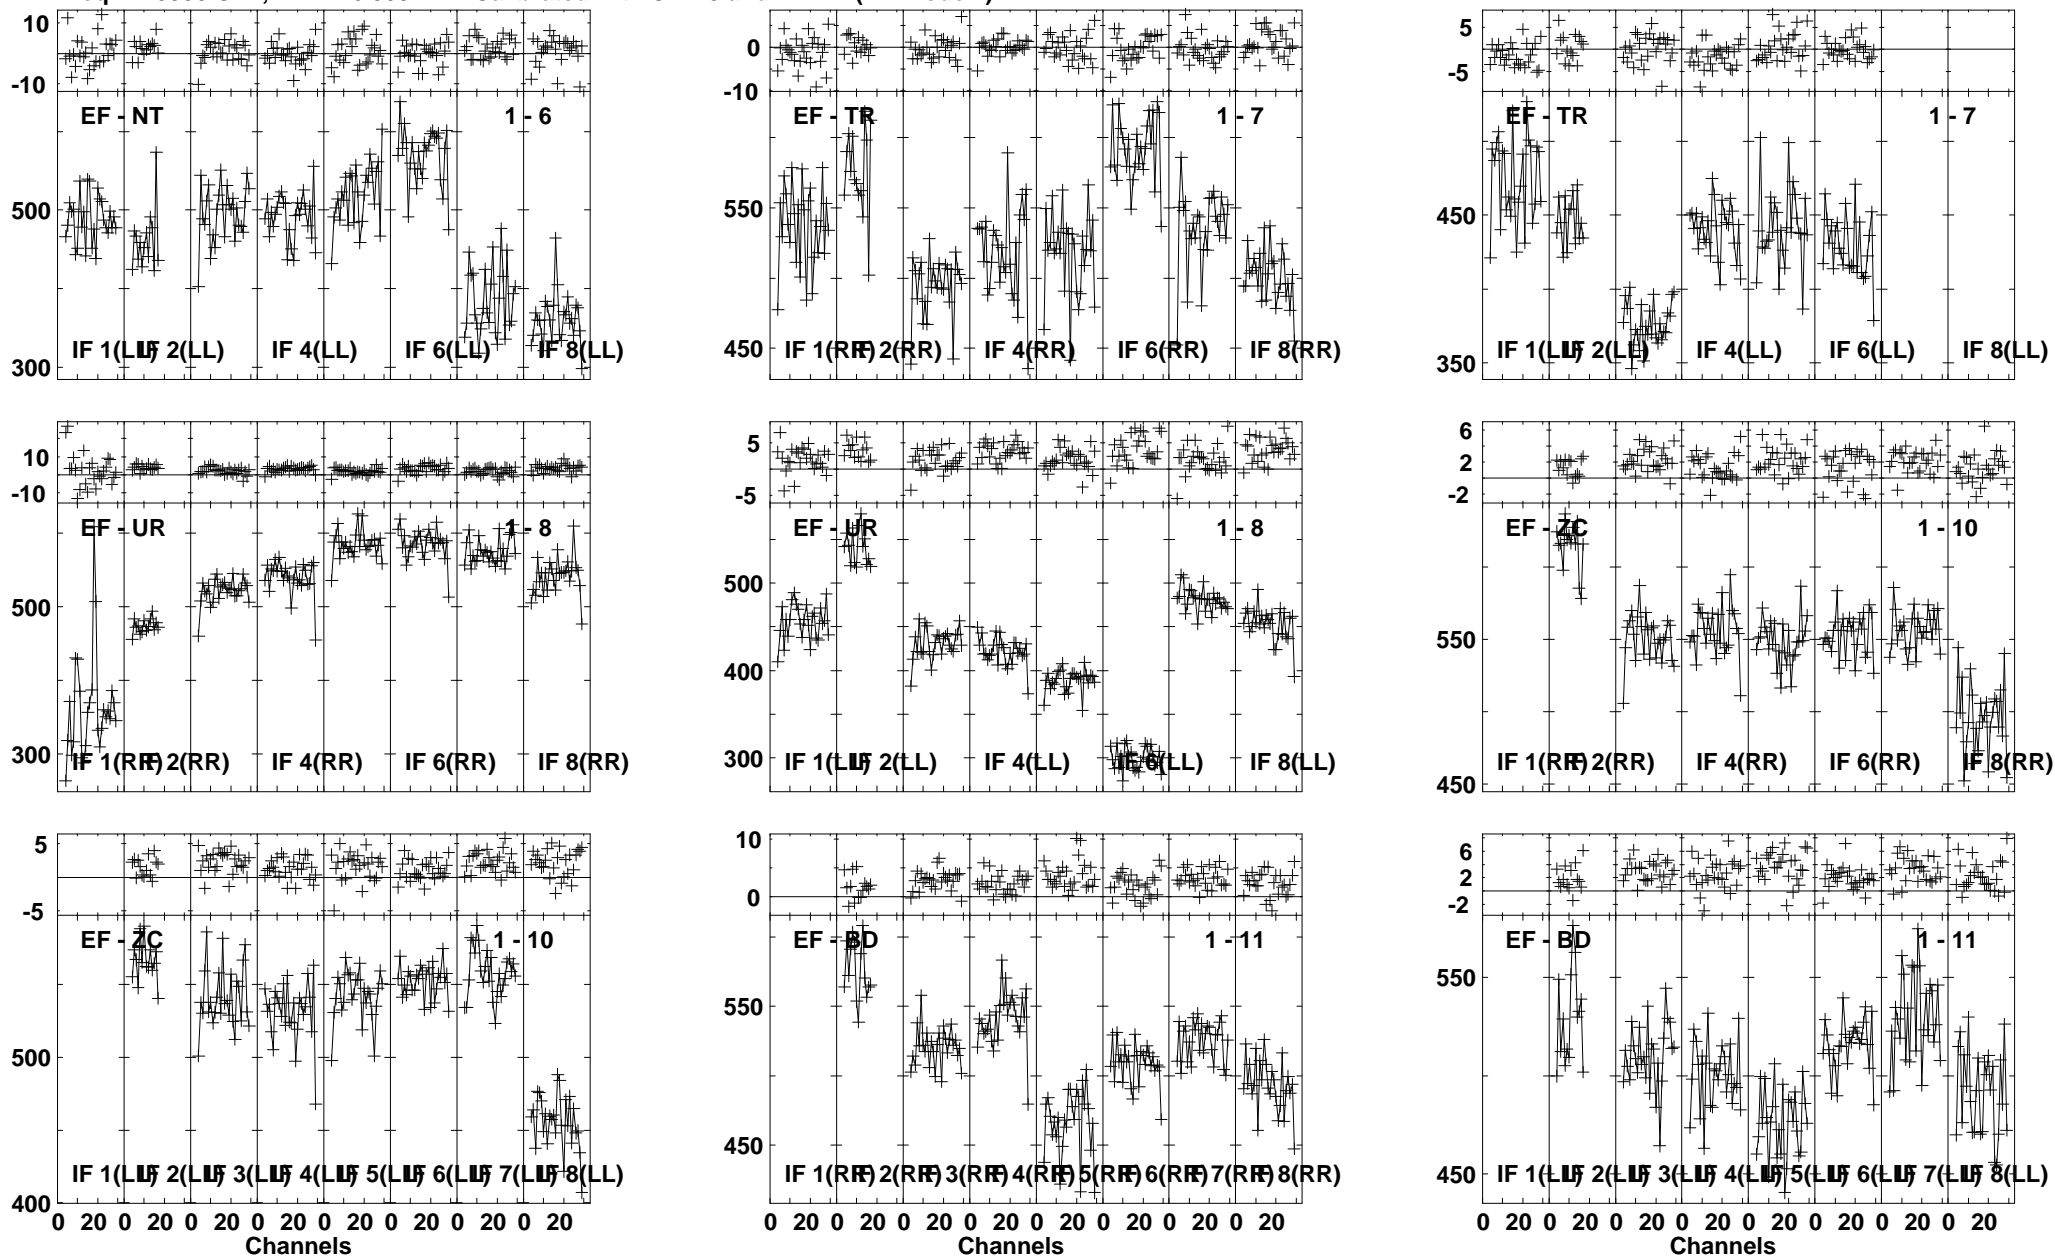 10
0
-10
EF - NT
1 - 6
500
300
IF 1(LL)
IF 2(LL)
IF 4(LL)
IF 6(LL)
IF 8(LL)
10
0
-10
EF - TR
1 - 7
550
450
IF 1(RR)
IF 2(RR)
IF 4(RR)
IF 6(RR)
IF 8(RR)
5
-5
EF - TR
1 - 7
450
350
IF 1(LL)
IF 2(LL)
IF 4(LL)
IF 6(LL)
IF 8(LL)
10
-10
EF - UR
1 - 8
500
300
IF 1(RR)
IF 2(RR)
IF 4(RR)
IF 6(RR)
IF 8(RR)
5
-5
EF - UR
1 - 8
500
400
300
IF 1(LL)
IF 2(LL)
IF 4(LL)
IF 6(LL)
IF 8(LL)
6
2
-2
EF - ZC
1 - 10
550
450
IF 1(RR)
IF 2(RR)
IF 4(RR)
IF 6(RR)
IF 8(RR)
5
-5
EF - ZC
1 - 10
500
400
IF 1(LL)
IF 2(LL)
IF 3(LL)
IF 4(LL)
IF 5(LL)
IF 6(LL)
IF 7(LL)
IF 8(LL)
0 20 0 20 0 20 0 20 0 20 0 20 0 20 0 20
Channels
10
0
EF - BD
1 - 11
550
450
IF 1(RR)
IF 2(RR)
IF 3(RR)
IF 4(RR)
IF 5(RR)
IF 6(RR)
IF 7(RR)
IF 8(RR)
0 20 0 20 0 20 0 20 0 20 0 20 0 20 0 20
Channels
6
2
-2
EF - BD
1 - 11
550
450
IF 1(LL)
IF 2(LL)
IF 3(LL)
IF 4(LL)
IF 5(LL)
IF 6(LL)
IF 7(LL)
IF 8(LL)
0 20 0 20 0 20 0 20 0 20 0 20 0 20 0 20
Channels